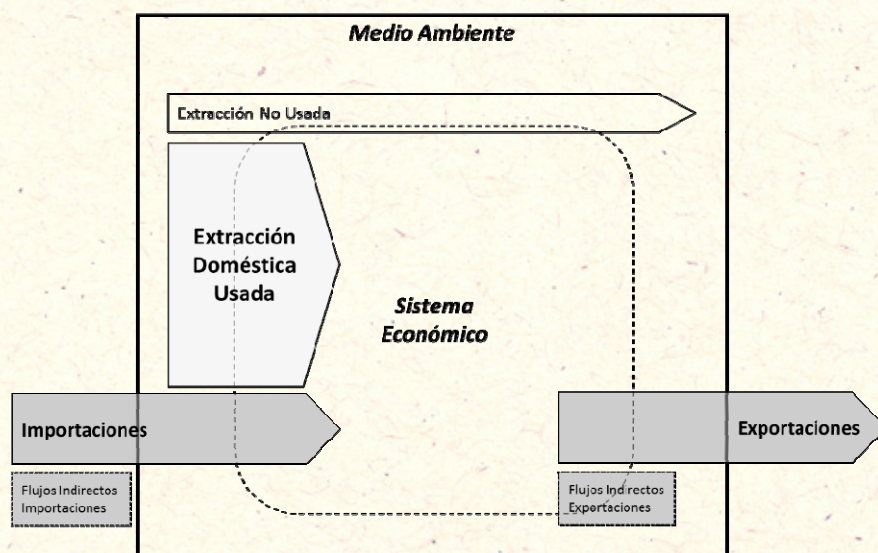 Medio Ambiente
Extracción No Usada
Extracción
Doméstica
Usada
Sistema
Económico
Importaciones
Exportaciones
Flujos Indirectos
Importaciones
Flujos Indirectos
Exportaciones